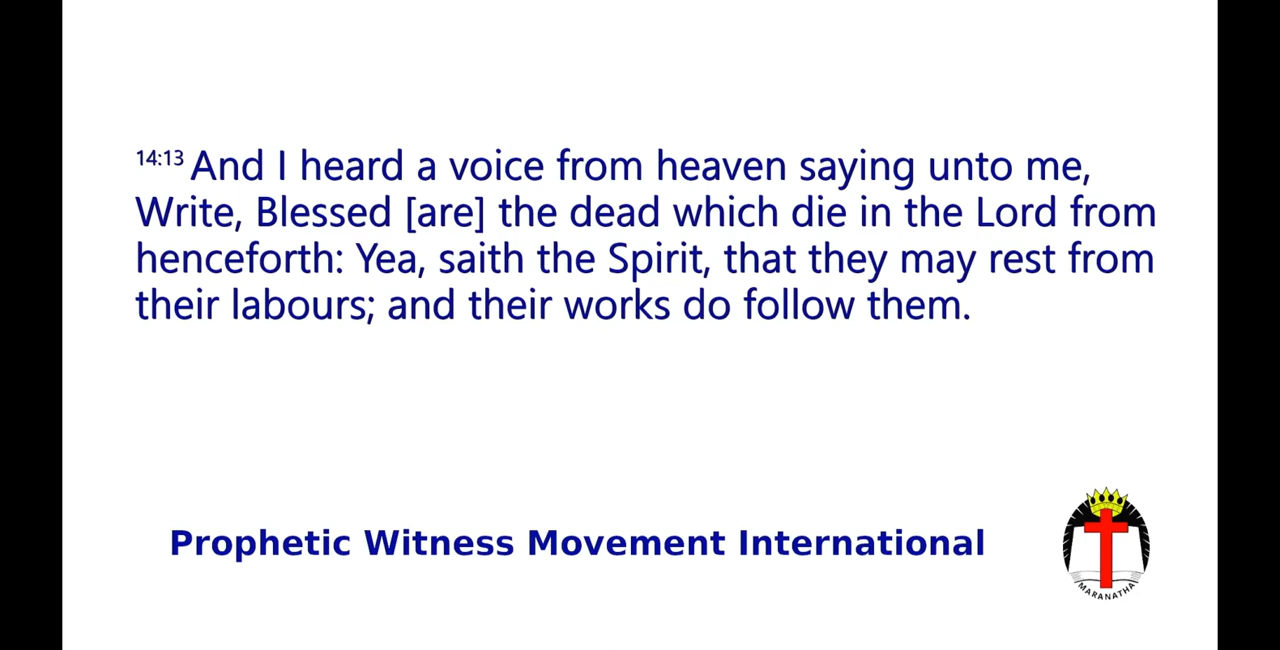 14:13 And I heard a voice from heaven saying unto me,
Write, Blessed [are] the dead which die in the Lord from
henceforth: Yea, saith the Spirit, that they may rest from
their labours; and their works do follow them.
Prophetic Witness Movement International
MARANATHA